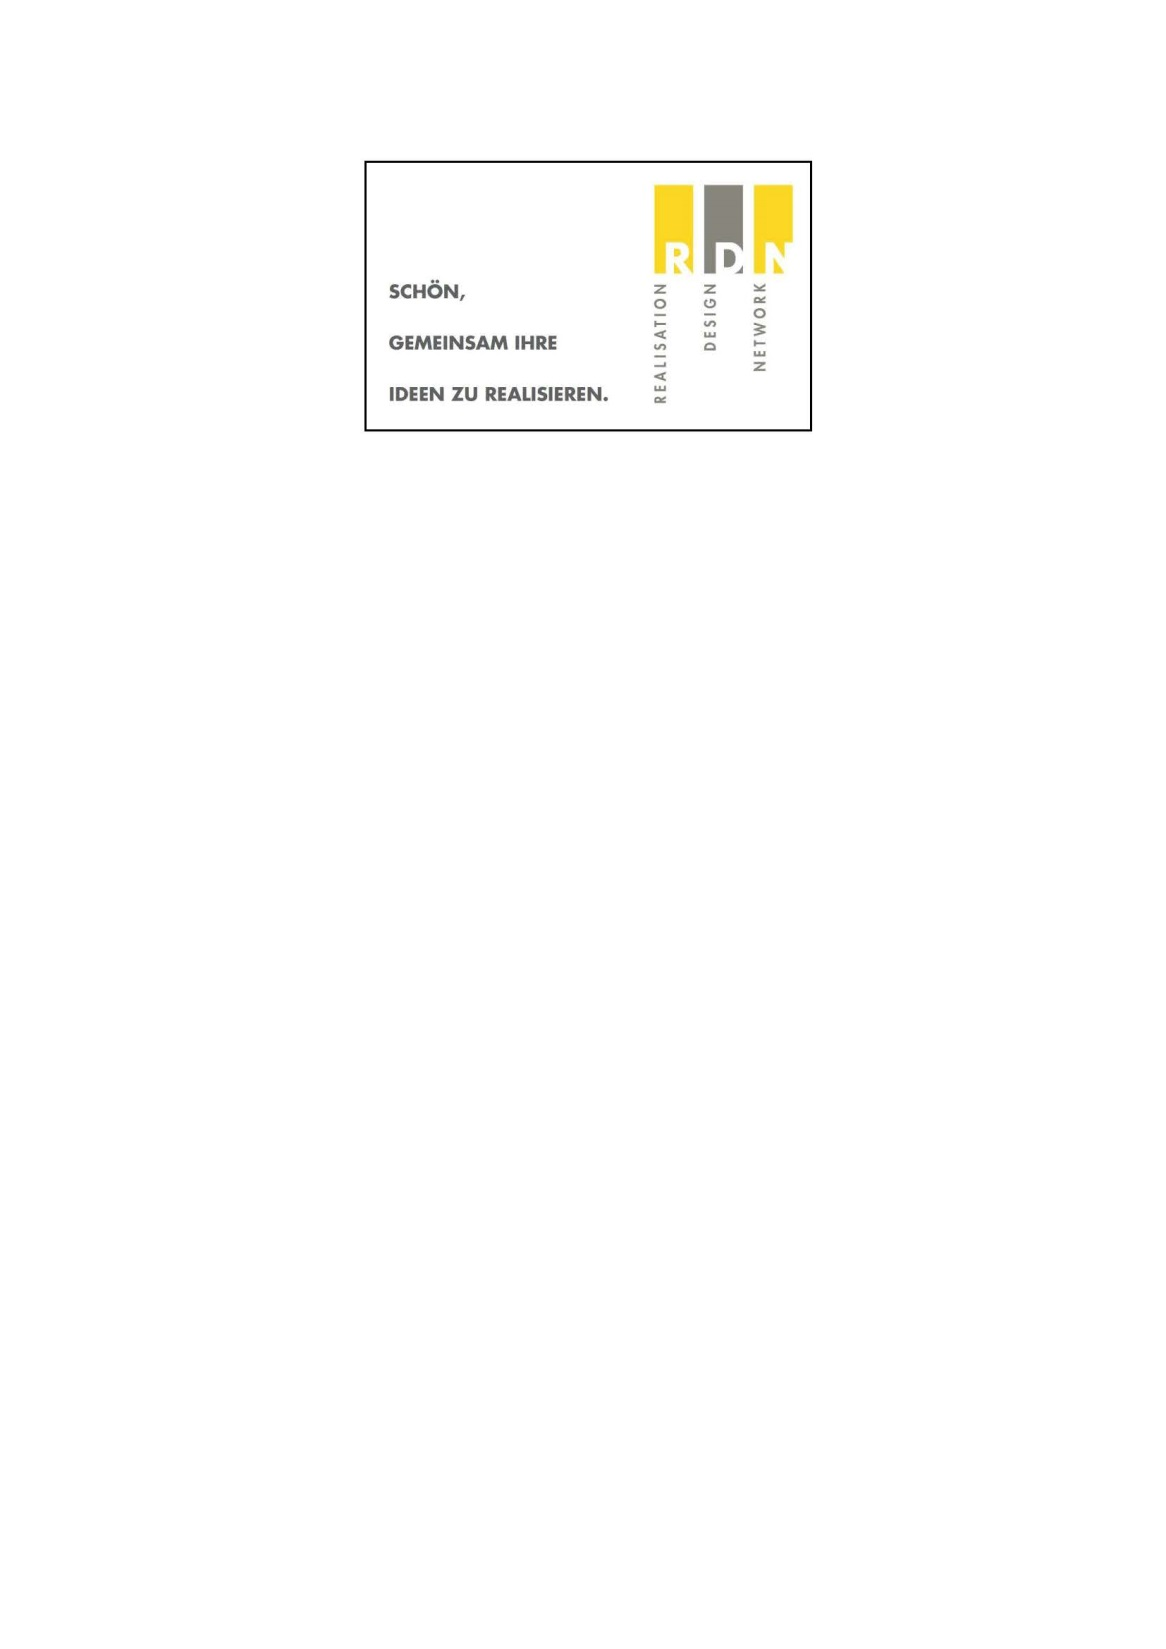 SCHÖN,
GEMEINSAM IHRE
IDEEN ZU REALISIEREN.
RDN
REALISATION
DESIGN
NETWORK